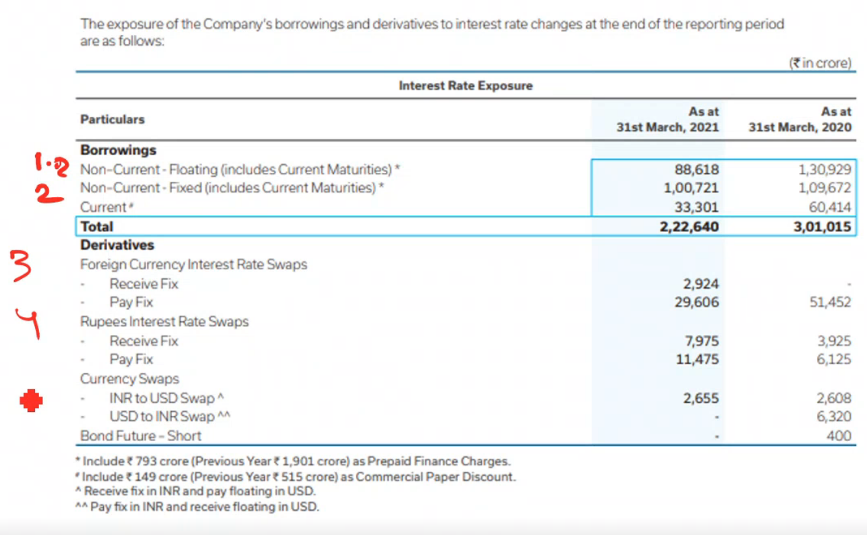 The exposure of the Company's borrowings and derivatives to interest rate changes at the end of the reporting period
are as follows:
(₹ in crore)
Interest Rate Exposure
Particulars As at 31st March, 2021 As at 31st March, 2020
Borrowings
1.2 Non-Current - Floating (includes Current Maturities) * 88,618 1,30,929
2 Non-Current - Fixed (includes Current Maturities) * 1,00,721 1,09,672
Current # 33,301 60,414
Total 2,22,640 3,01,015
Derivatives
3 Foreign Currency Interest Rate Swaps
- Receive Fix 2,924 -
- Pay Fix 29,606 51,452
4 Rupees Interest Rate Swaps
- Receive Fix 7,975 3,925
- Pay Fix 11,475 6,125
Currency Swaps
- INR to USD Swap ^ 2,655 2,608
- USD to INR Swap ^^ - 6,320
Bond Future - Short - 400
* Include ₹ 793 crore (Previous Year ₹ 1,901 crore) as Prepaid Finance Charges.
# Include ₹ 149 crore (Previous Year ₹ 515 crore) as Commercial Paper Discount.
^ Receive fix in INR and pay floating in USD.
^^ Pay fix in INR and receive floating in USD.